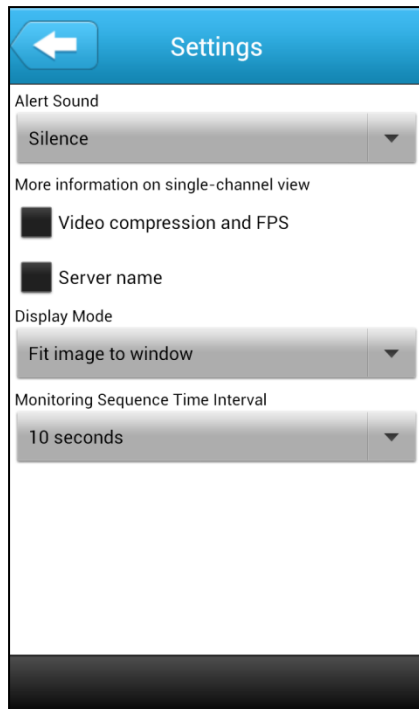 Settings
Alert Sound
Silence
More information on single-channel view
Video compression and FPS
Server name
Display Mode
Fit image to window
Monitoring Sequence Time Interval
10 seconds